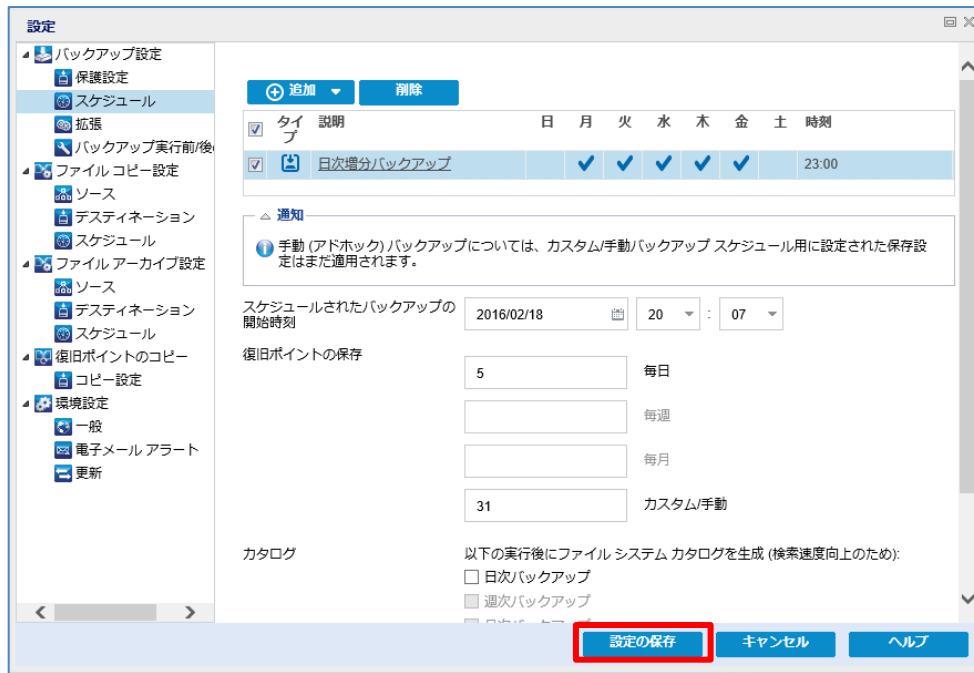 設定
バックアップ設定
保護設定
スケジュール
拡張
バックアップ実行前/後
ファイル コピー設定
ソース
デスティネーション
スケジュール
ファイル アーカイブ設定
ソース
デスティネーション
スケジュール
復旧ポイントのコピー
コピー設定
環境設定
一般
電子メール アラート
更新
追加 削除
タイプ 説明 日 月 火 水 木 金 土 時刻
日次増分バックアップ 23:00
通知
手動 (アドホック) バックアップについては、カスタム/手動バックアップ スケジュール用に設定された保存設
定はまだ適用されます。
スケジュールされたバックアップの
開始時刻
2016/02/18 20 : 07
復旧ポイントの保存
5 毎日
毎週
毎月
31 カスタム/手動
カタログ
以下の実行後にファイル システム カタログを生成 (検索速度向上のため):
日次バックアップ
週次バックアップ
設定の保存 キャンセル ヘルプ